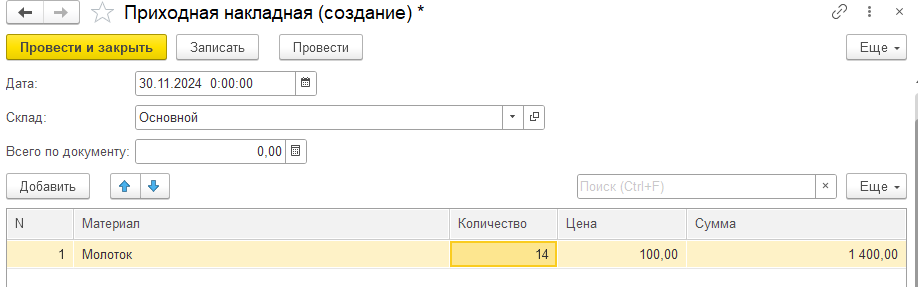 Приходная накладная (создание) *
Провести и закрыть Записать Провести Еще
Дата: 30.11.2024 0:00:00
Склад: Основной
Всего по документу: 0,00
Добавить Поиск (Ctrl+F) × Еще
N Материал Количество Цена Сумма
1 Молоток 14 100,00 1 400,00